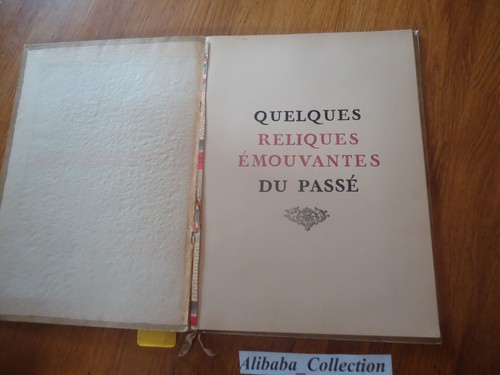 QUELQUES
RELIQUES
ÉMOUVANTES
DU PASSÉ
Alibaba_Collection